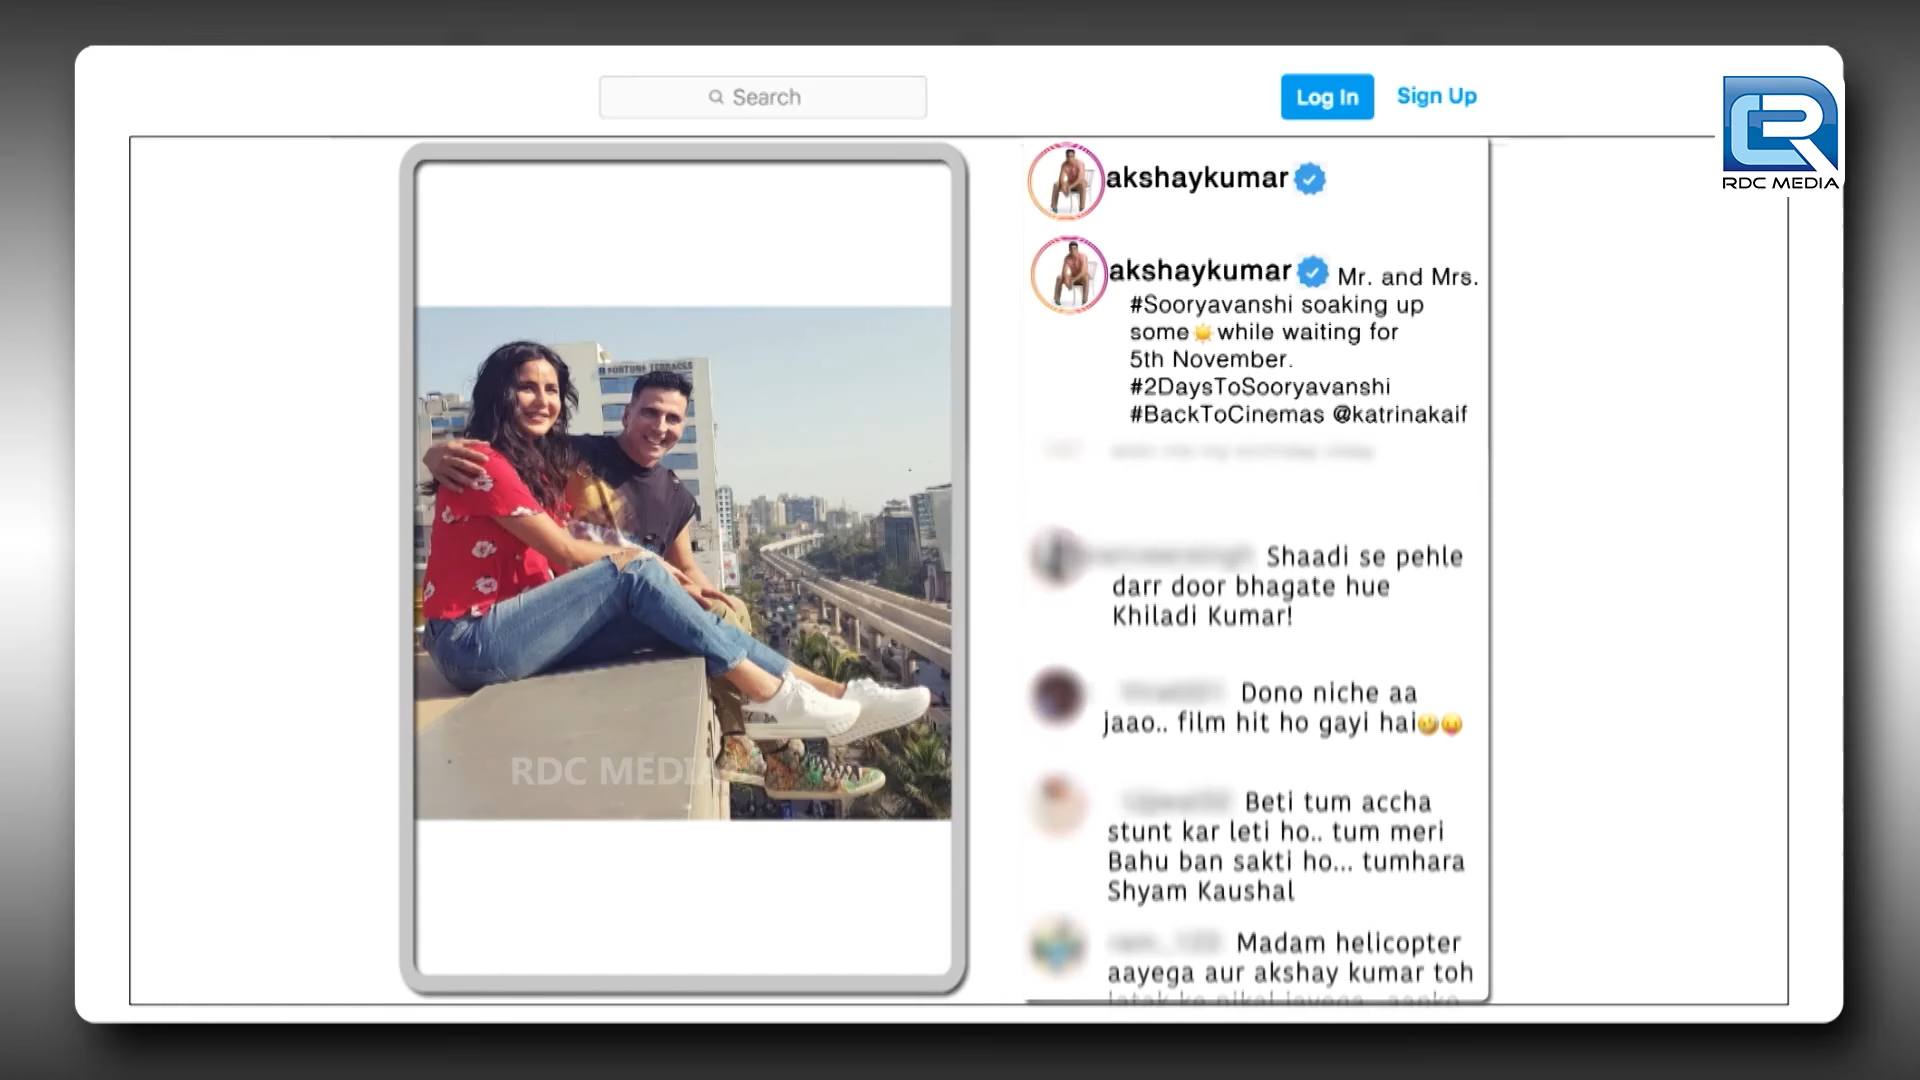 Search
Log In
Sign Up
RDC MEDIA
akshaykumar
akshaykumar Mr. and Mrs.
#Sooryavanshi soaking up
some☀️while waiting for
5th November.
#2DaysToSooryavanshi
#BackToCinemas @katrinakaif
FORTUNE TERRACES
Shaadi se pehle
darr door bhagate hue
Khiladi Kumar!
Dono niche aa
jaao.. film hit ho gayi hai🤣😛
RDC MEDIA
Beti tum accha
stunt kar leti ho.. tum meri
Bahu ban sakti ho... tumhara
Shyam Kaushal
Madam helicopter
aayega aur akshay kumar toh